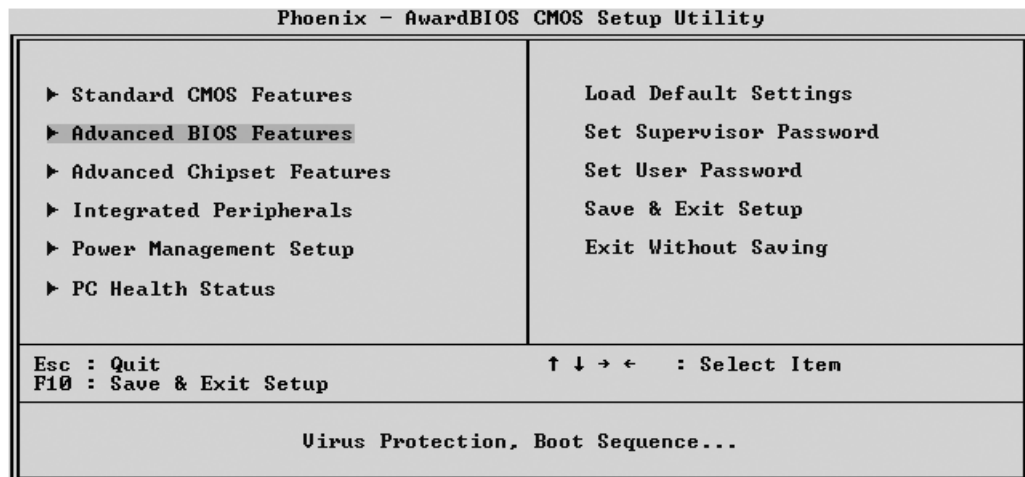 Phoenix - AwardBIOS CMOS Setup Utility
▶ Standard CMOS Features
▶ Advanced BIOS Features
▶ Advanced Chipset Features
▶ Integrated Peripherals
▶ Power Management Setup
▶ PC Health Status
Load Default Settings
Set Supervisor Password
Set User Password
Save & Exit Setup
Exit Without Saving
Esc : Quit
F10 : Save & Exit Setup
↑ ↓ → ← : Select Item
Virus Protection, Boot Sequence...